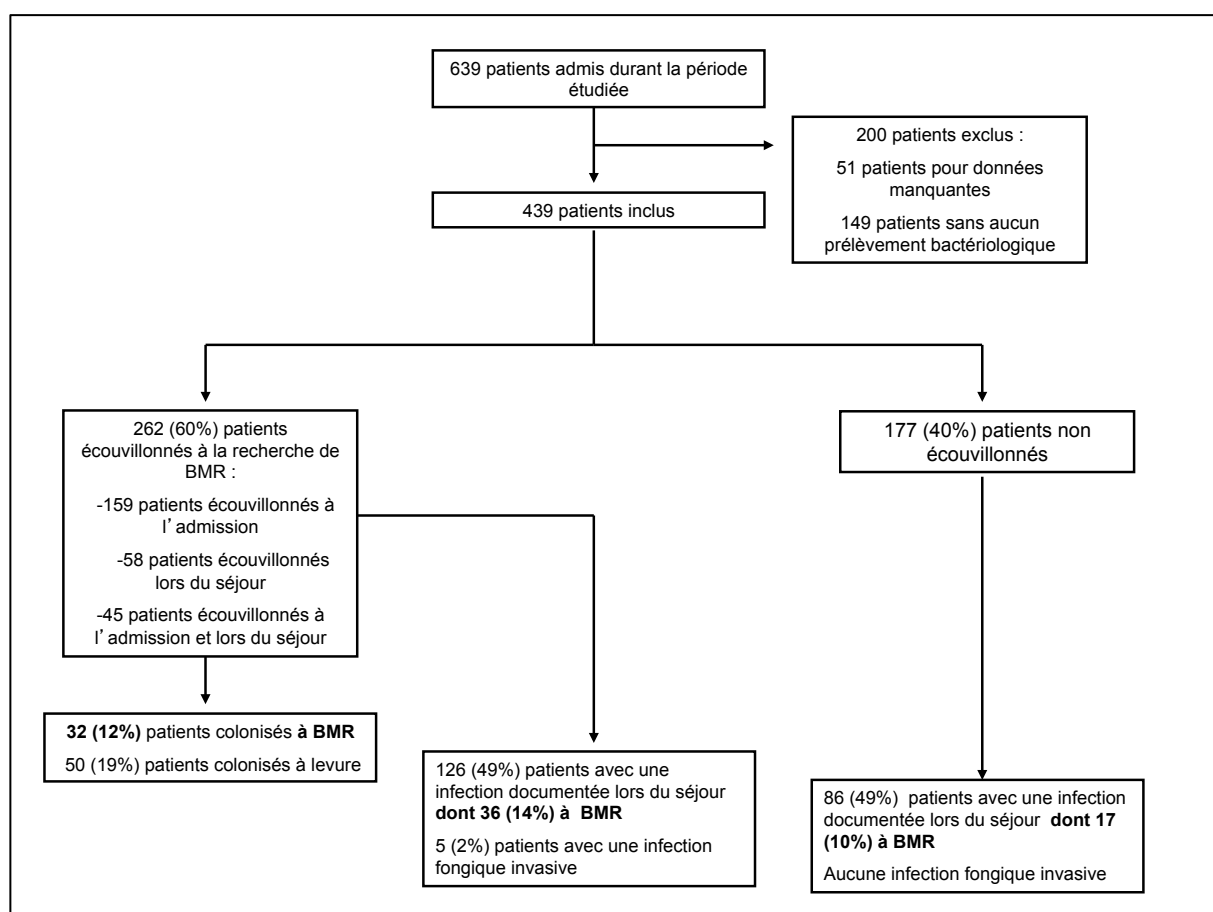 639 patients admis durant la période
étudiée
200 patients exclus :
51 patients pour données
manquantes
149 patients sans aucun
prélèvement bactériologique
439 patients inclus
262 (60%) patients
écouvillonnés à la recherche de
BMR :
-159 patients écouvillonnés à
l’admission
-58 patients écouvillonnés
lors du séjour
-45 patients écouvillonnés à
l’admission et lors du séjour
177 (40%) patients non
écouvillonnés
32 (12%) patients colonisés à BMR
50 (19%) patients colonisés à levure
126 (49%) patients avec une
infection documentée lors du séjour
dont 36 (14%) à BMR
5 (2%) patients avec une infection
fongique invasive
86 (49%) patients avec une infection
documentée lors du séjour dont 17
(10%) à BMR
Aucune infection fongique invasive